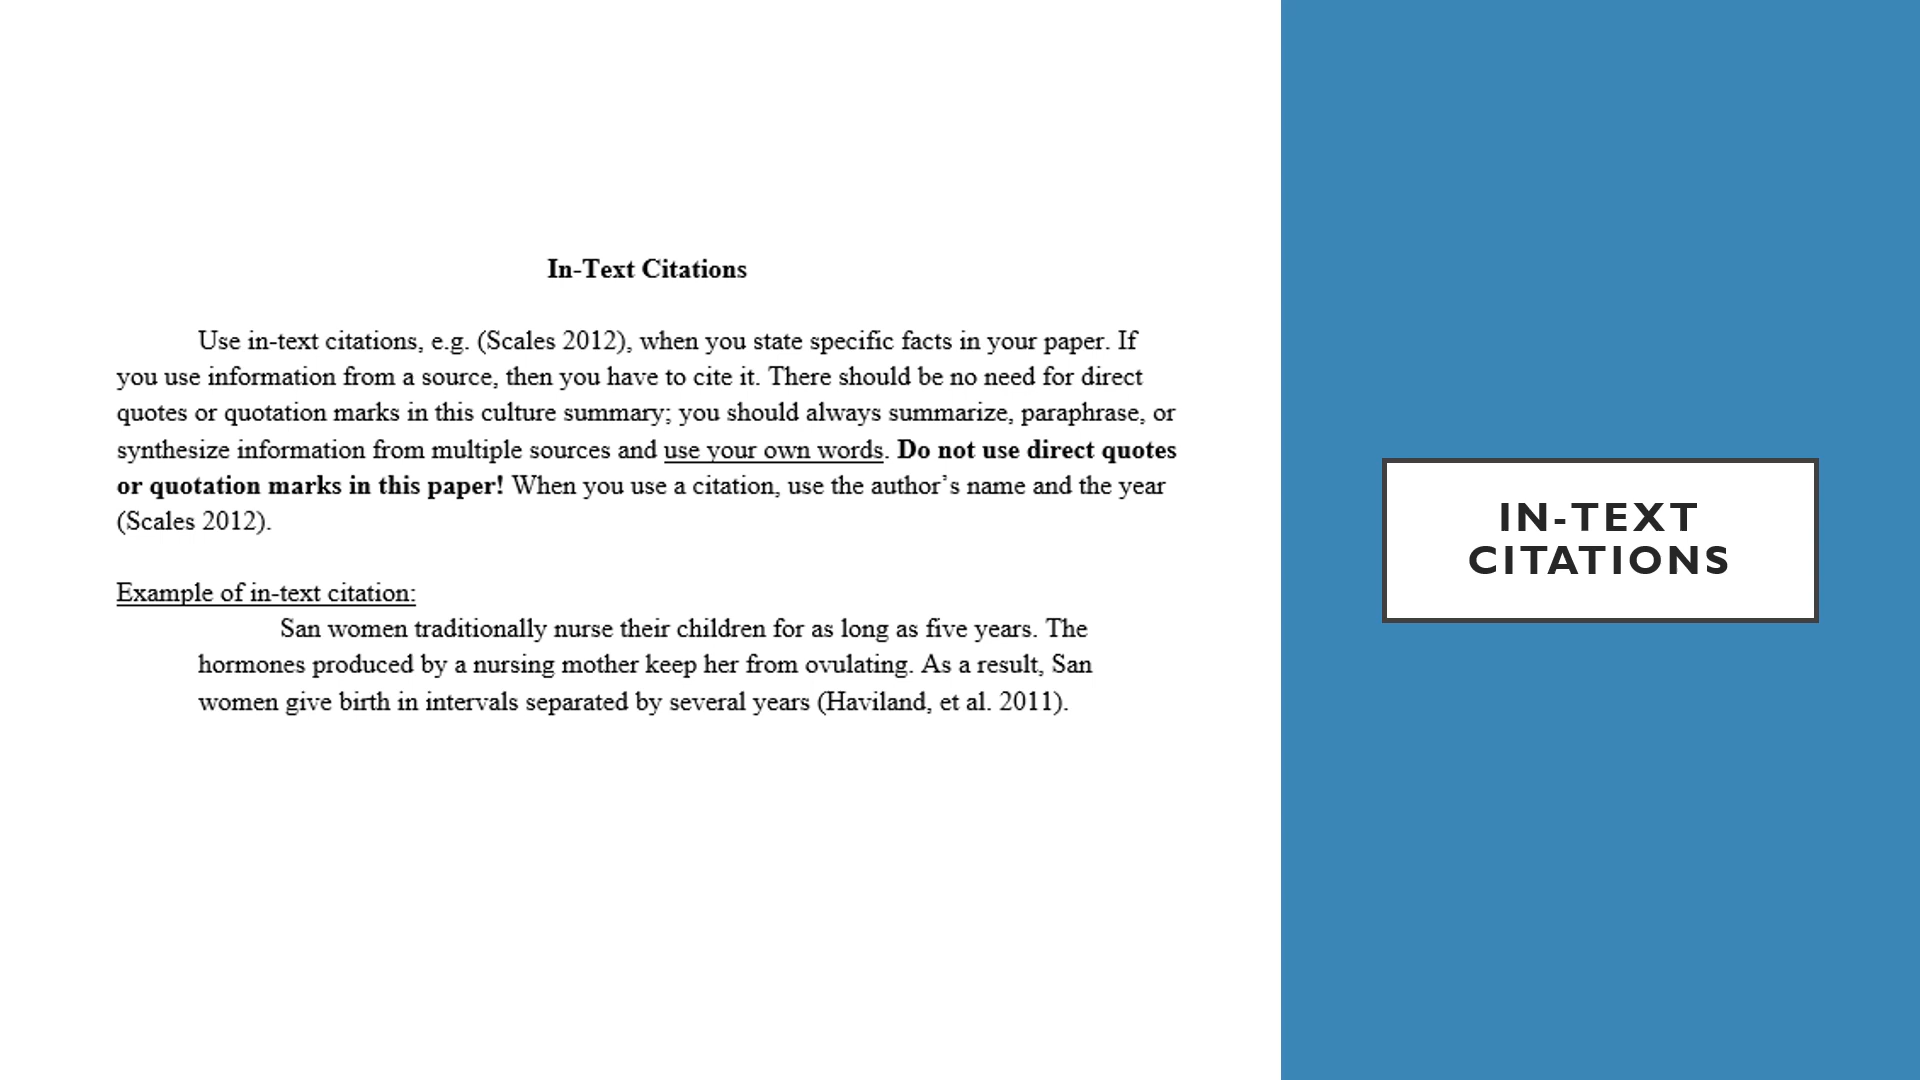 In-Text Citations
Use in-text citations, e.g. (Scales 2012), when you state specific facts in your paper. If
you use information from a source, then you have to cite it. There should be no need for direct
quotes or quotation marks in this culture summary; you should always summarize, paraphrase, or
synthesize information from multiple sources and use your own words. Do not use direct quotes
or quotation marks in this paper! When you use a citation, use the author’s name and the year
(Scales 2012).
Example of in-text citation:
San women traditionally nurse their children for as long as five years. The
hormones produced by a nursing mother keep her from ovulating. As a result, San
women give birth in intervals separated by several years (Haviland, et al. 2011).
IN-TEXT
CITATIONS